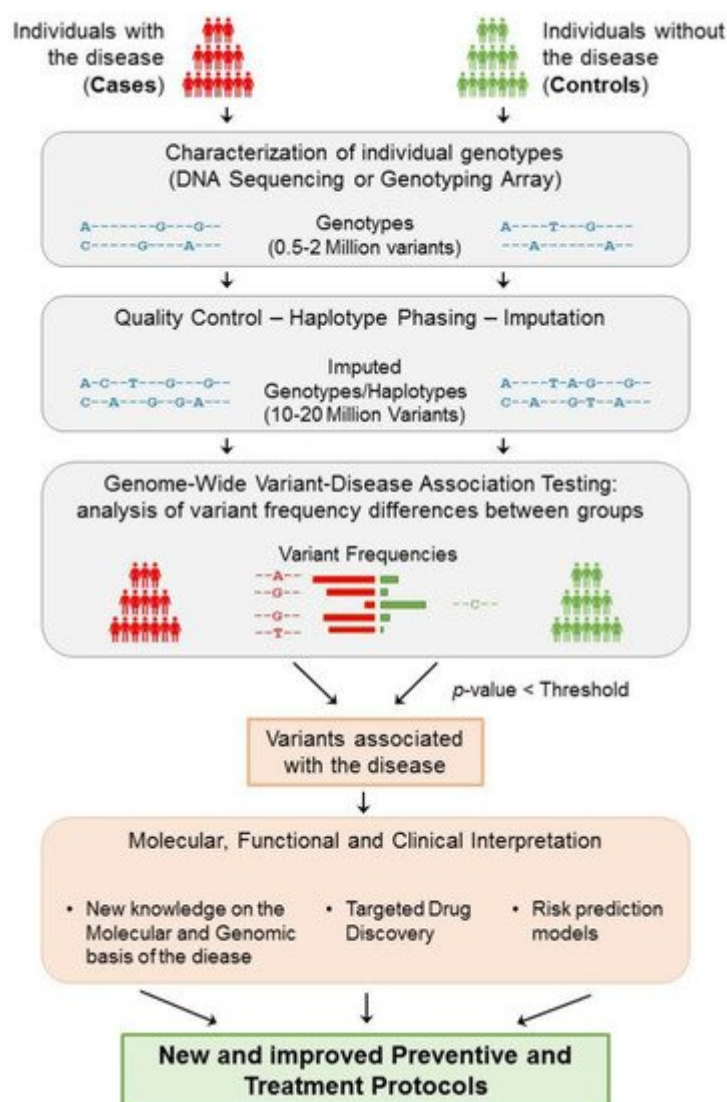 Individuals with
the disease
(Cases)
Individuals without
the disease
(Controls)
Characterization of individual genotypes
(DNA Sequencing or Genotyping Array)
A------G--G--
C-----G----A---
Genotypes
(0.5-2 Million variants)
A----T---G---
---A-------A--
Quality Control – Haplotype Phasing – Imputation
A-C--T---G--G--
C--A---G-G-A---
Imputed
Genotypes/Haplotypes
(10-20 Million Variants)
A----T-A-G---G--
C--A---G-T--A---
Genome-Wide Variant-Disease Association Testing:
analysis of variant frequency differences between groups
Variant Frequencies
--A--
--G--
--C--
--G--
--T--
p-value < Threshold
Variants associated
with the disease
Molecular, Functional and Clinical Interpretation
• New knowledge on the
Molecular and Genomic
basis of the diease
• Targeted Drug
Discovery
• Risk prediction
models
New and improved Preventive and
Treatment Protocols